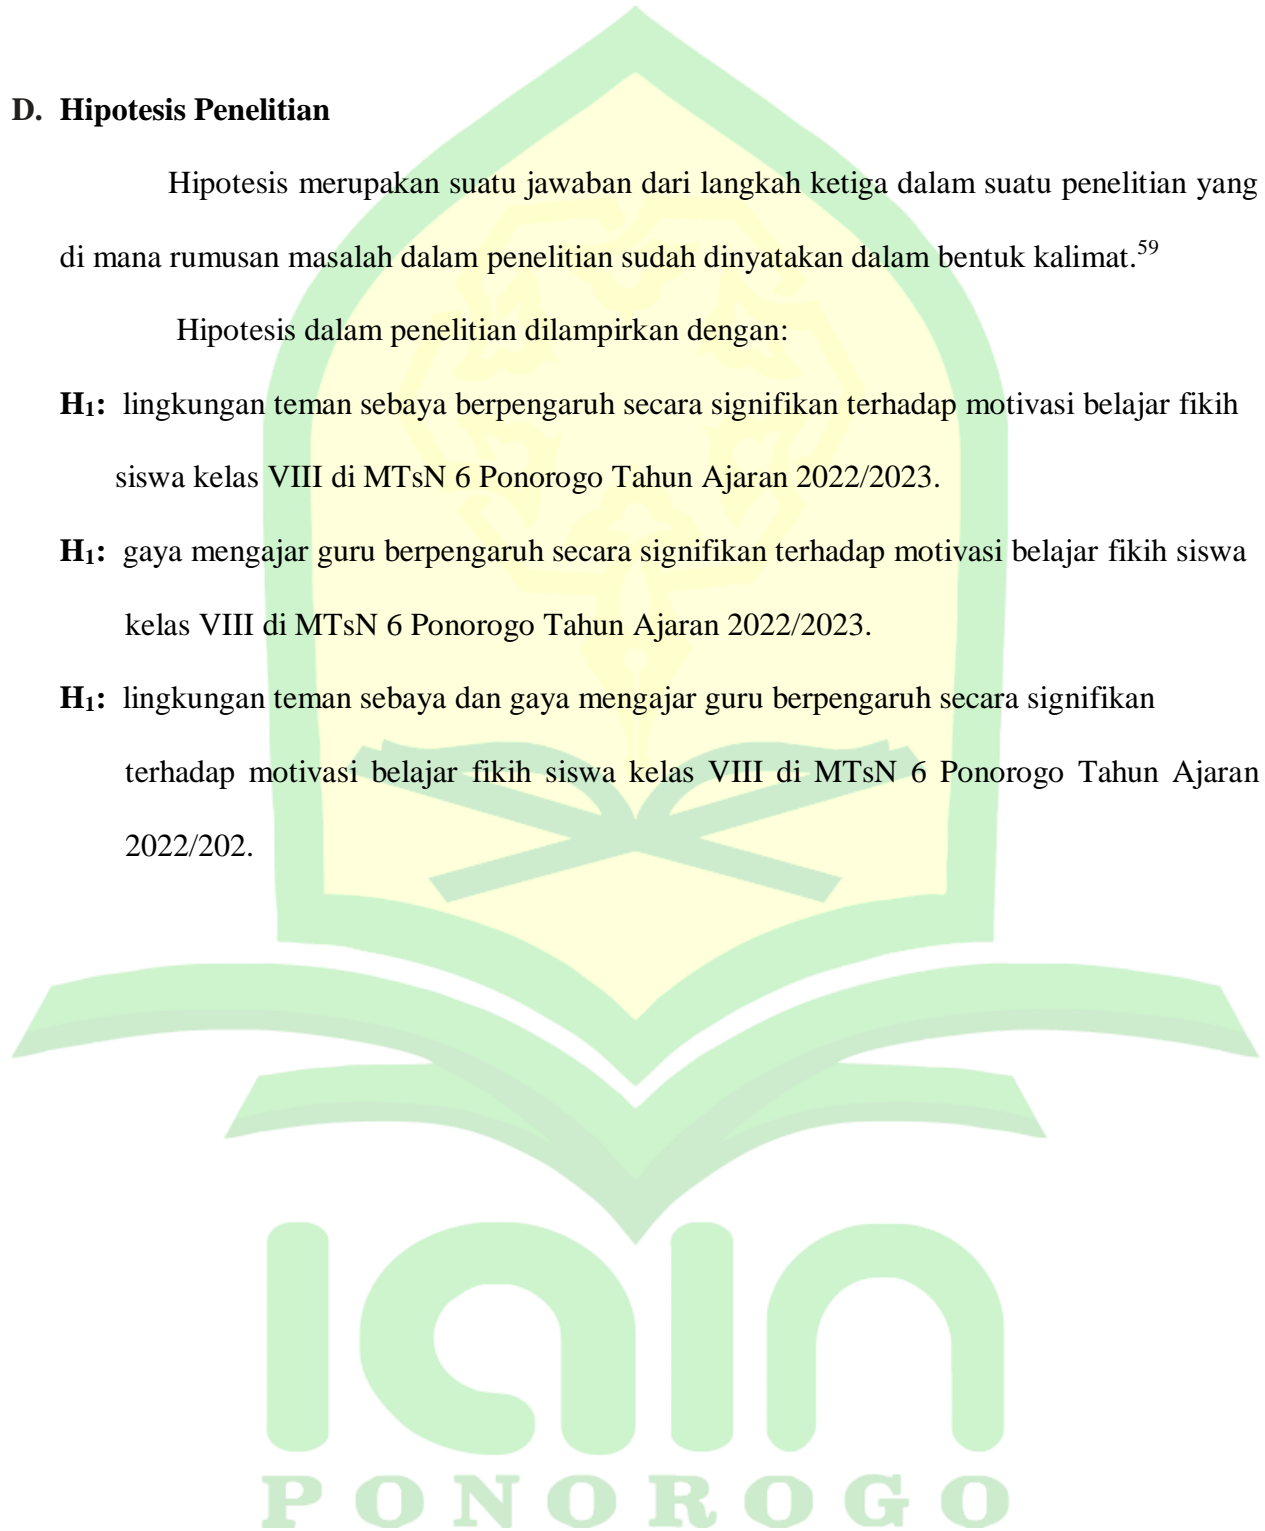 D. Hipotesis Penelitian
Hipotesis merupakan suatu jawaban dari langkah ketiga dalam suatu penelitian yang
di mana rumusan masalah dalam penelitian sudah dinyatakan dalam bentuk kalimat.⁵⁹
Hipotesis dalam penelitian dilampirkan dengan:
H₁: lingkungan teman sebaya berpengaruh secara signifikan terhadap motivasi belajar fikih
siswa kelas VIII di MTsN 6 Ponorogo Tahun Ajaran 2022/2023.
H₁: gaya mengajar guru berpengaruh secara signifikan terhadap motivasi belajar fikih siswa
kelas VIII di MTsN 6 Ponorogo Tahun Ajaran 2022/2023.
H₁: lingkungan teman sebaya dan gaya mengajar guru berpengaruh secara signifikan
terhadap motivasi belajar fikih siswa kelas VIII di MTsN 6 Ponorogo Tahun Ajaran
2022/202.
iain
PONOROGO